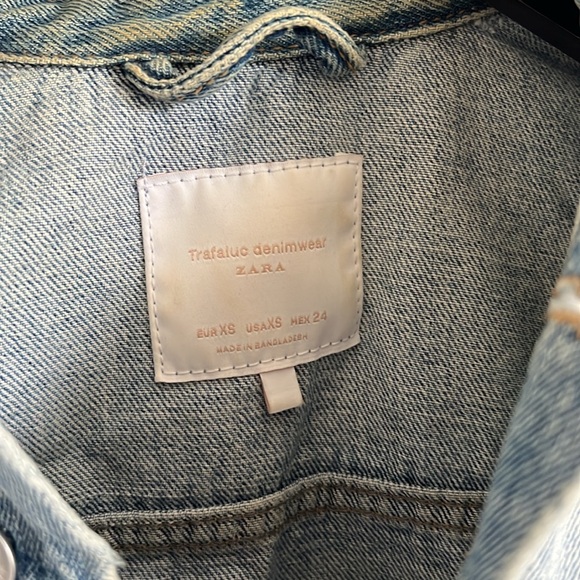 Trafaluc denimwear
ZARA
EUR XS USA XS MEX 24
MADE IN BANGLADESH